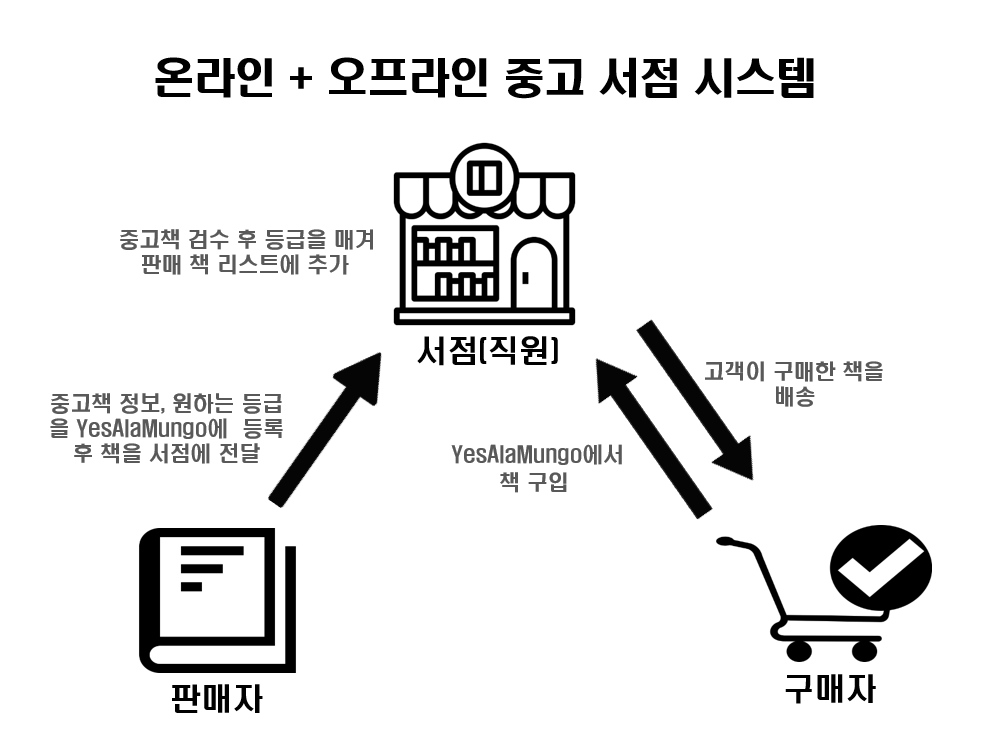 온라인 + 오프라인 중고 서점 시스템
중고책 검수 후 등급을 매겨
판매 책 리스트에 추가
서점(직원)
고객이 구매한 책을
배송
중고책 정보, 원하는 등급
을 YesAlaMungo에 등록
후 책을 서점에 전달
YesAlaMungo에서
책 구입
판매자
구매자